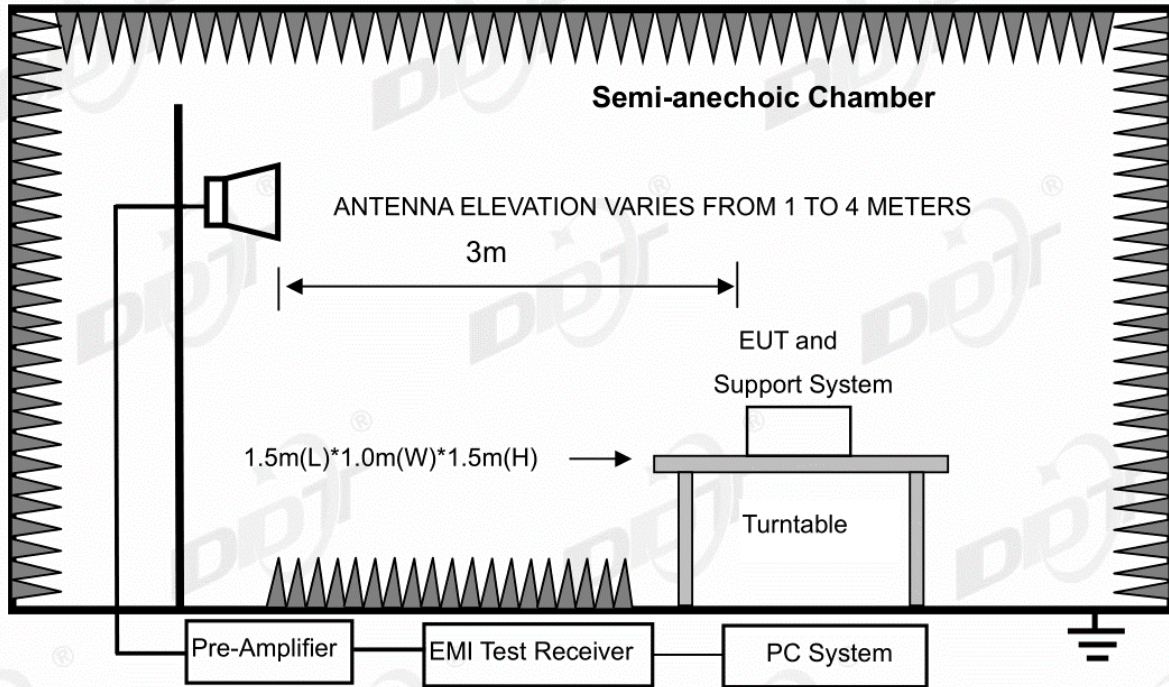 Semi-anechoic Chamber
ANTENNA ELEVATION VARIES FROM 1 TO 4 METERS
3m
EUT and
Support System
1.5m(L)*1.0m(W)*1.5m(H)
Turntable
Pre-Amplifier
EMI Test Receiver
PC System
DDT
®